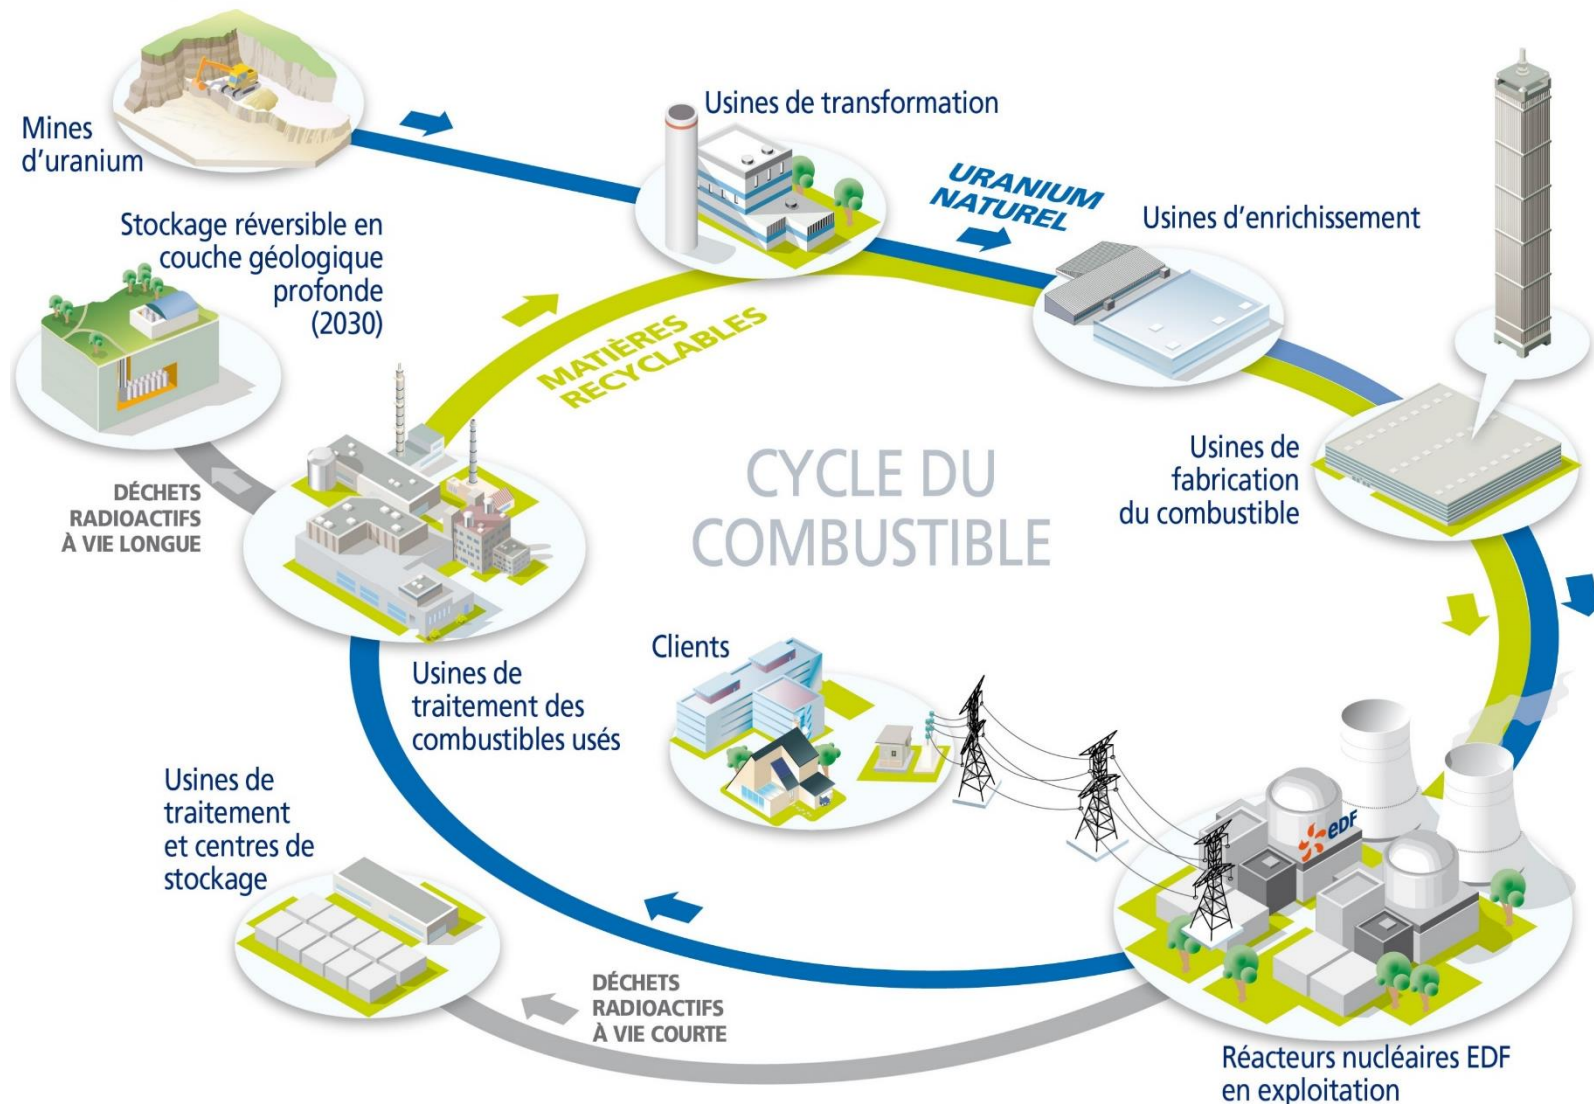 Mines
d'uranium
Usines de transformation
URANIUM
NATUREL
Usines d'enrichissement
Stockage réversible en
couche géologique
profonde
(2030)
MATIÈRES
RECYCLABLES
DÉCHETS
RADIOACTIFS
À VIE LONGUE
CYCLE DU
COMBUSTIBLE
Usines de
fabrication
du combustible
Clients
Usines de
traitement des
combustibles usés
Usines de
traitement
et centres de
stockage
eDF
DÉCHETS
RADIOACTIFS
À VIE COURTE
Réacteurs nucléaires EDF
en exploitation